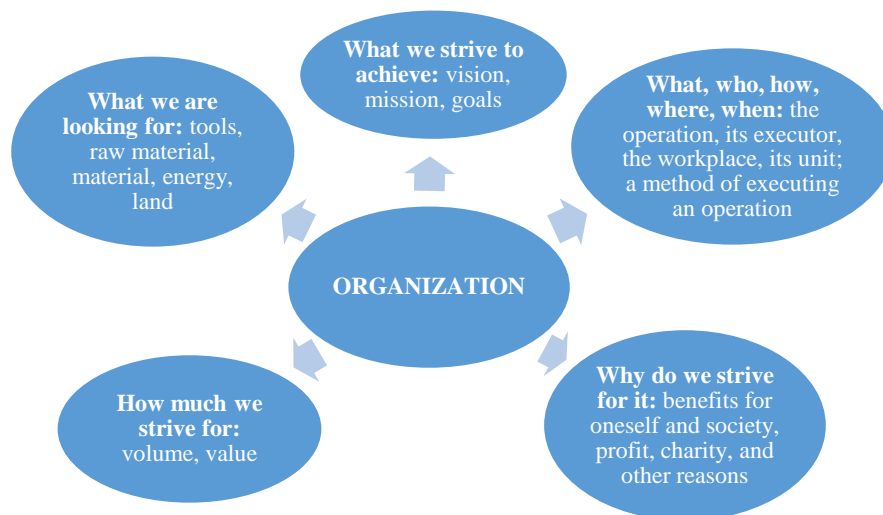 What we strive to
achieve: vision,
mission, goals
What we are
looking for: tools,
raw material,
material, energy,
land
What, who, how,
where, when: the
operation, its executor,
the workplace, its unit;
a method of executing
an operation
ORGANIZATION
How much we
strive for:
volume, value
Why do we strive
for it: benefits for
oneself and society,
profit, charity, and
other reasons